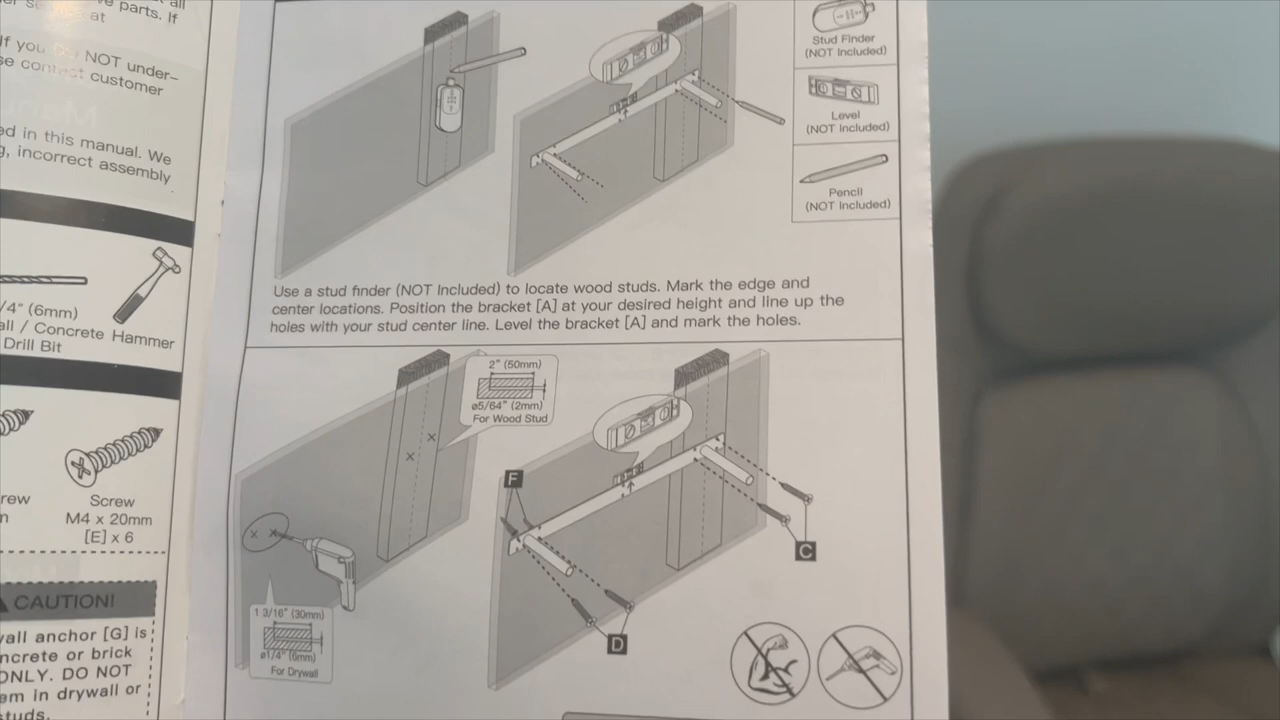 all
parts. If
at
If you DO NOT under-
contact customer
ed in this manual. We
g, incorrect assembly
/4" (6mm)
all / Concrete Hammer
Drill Bit
rew
Screw
M4 x 20mm
[E] x 6
CAUTION!
wall anchor [G] is
ncrete or brick
ONLY. DO NOT
em in drywall or
studs.
Stud Finder
(NOT Included)
Level
(NOT Included)
Pencil
(NOT Included)
Use a stud finder (NOT Included) to locate wood studs. Mark the edge and
center locations. Position the bracket [A] at your desired height and line up the
holes with your stud center line. Level the bracket [A] and mark the holes.
2" (50mm)
ø5/64" (2mm)
For Wood Stud
F
C
1 3/16" (30mm)
ø1/4" (6mm)
For Drywall
D